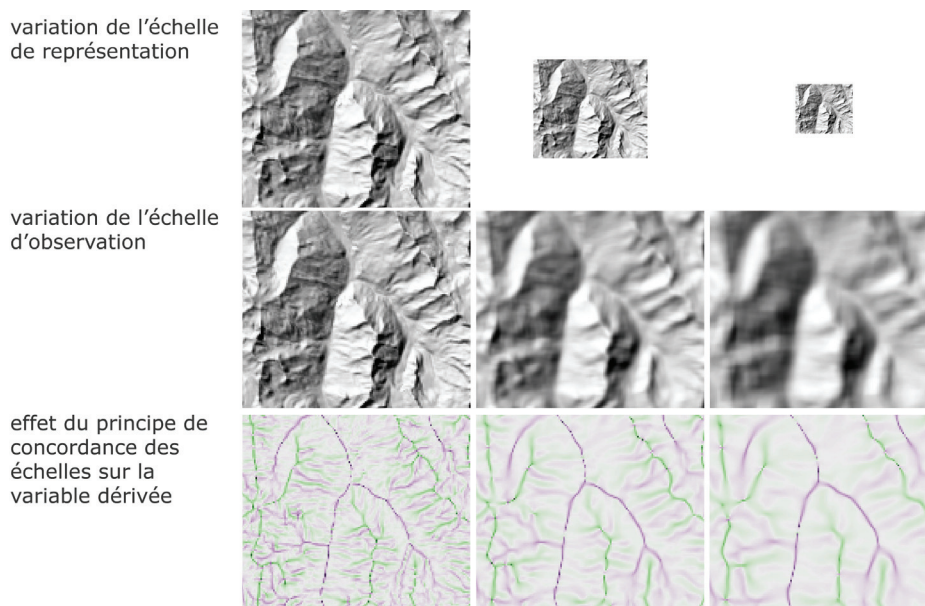 variation de l’échelle
de représentation
variation de l’échelle
d’observation
effet du principe de
concordance des
échelles sur la
variable dérivée